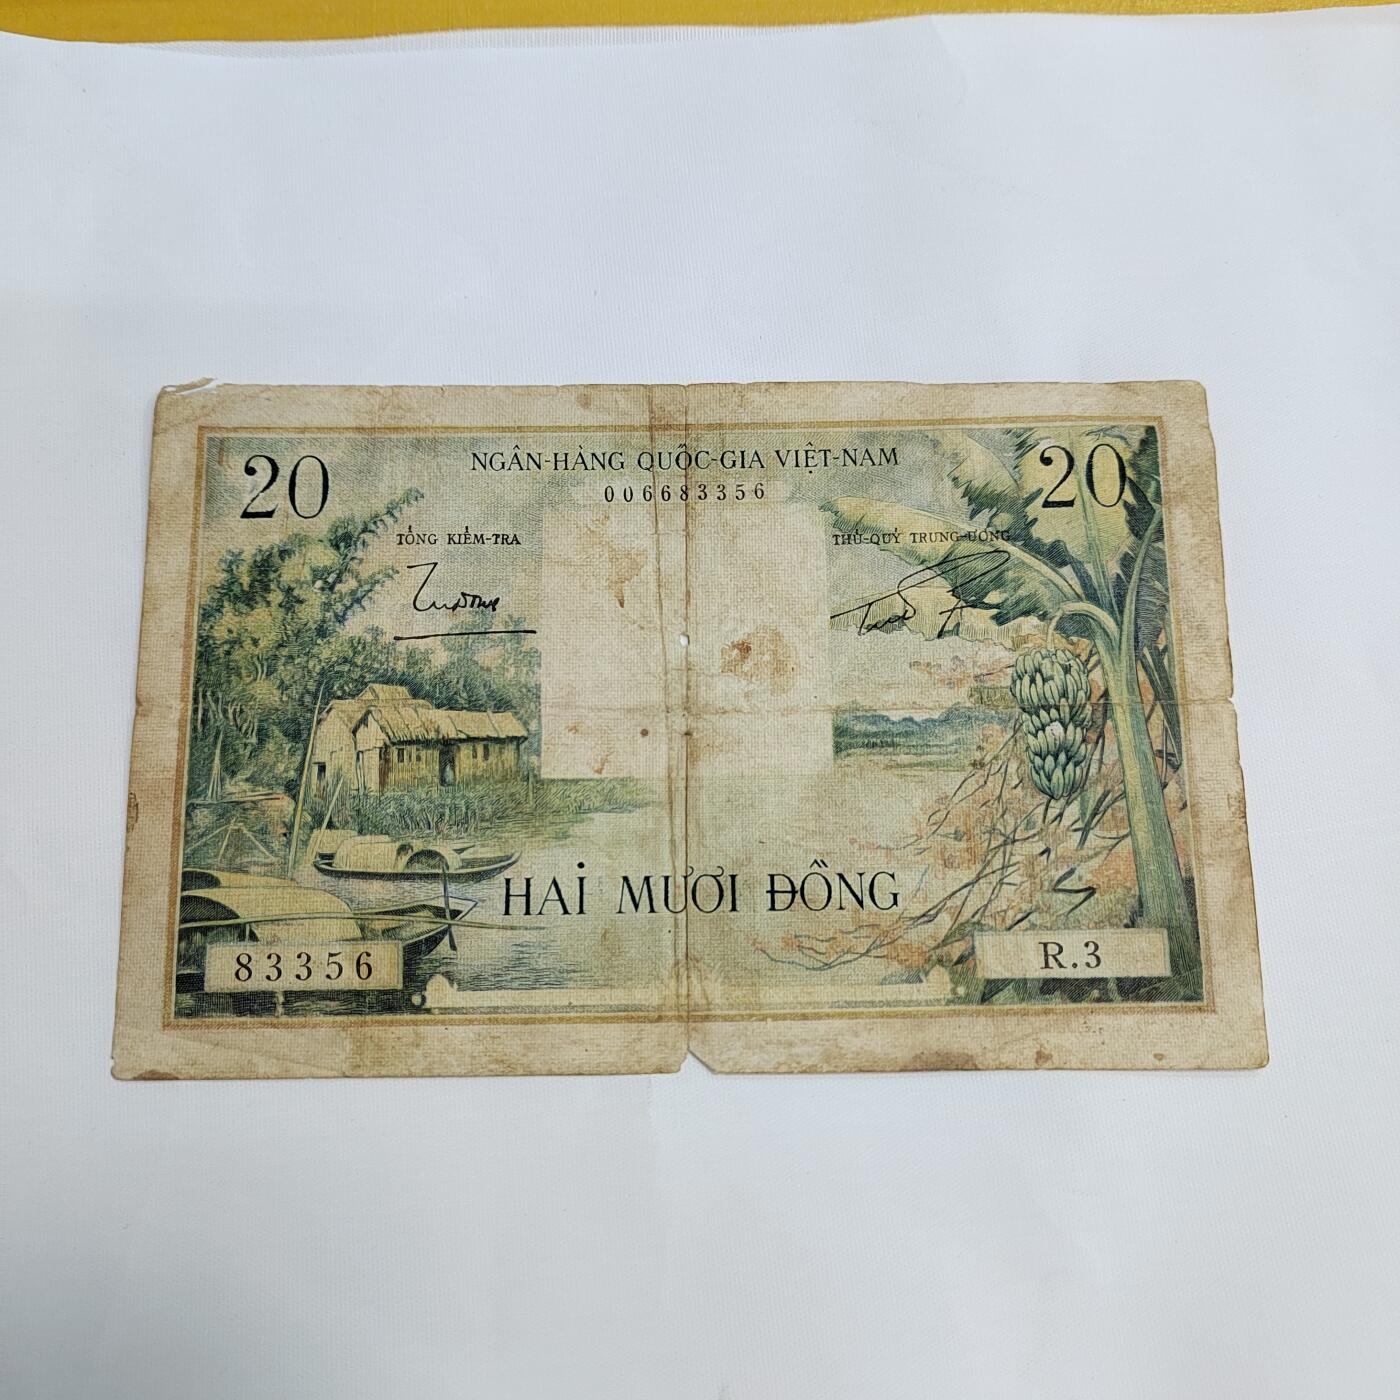 20
20
NGÂN-HÀNG QUỐC-GIA VIỆT-NAM
006683356
TỔNG KIỂM-TRA
THỦ-QUỸ TRUNG-ƯƠNG
HAI MƯƠI ĐỒNG
83356
R.3